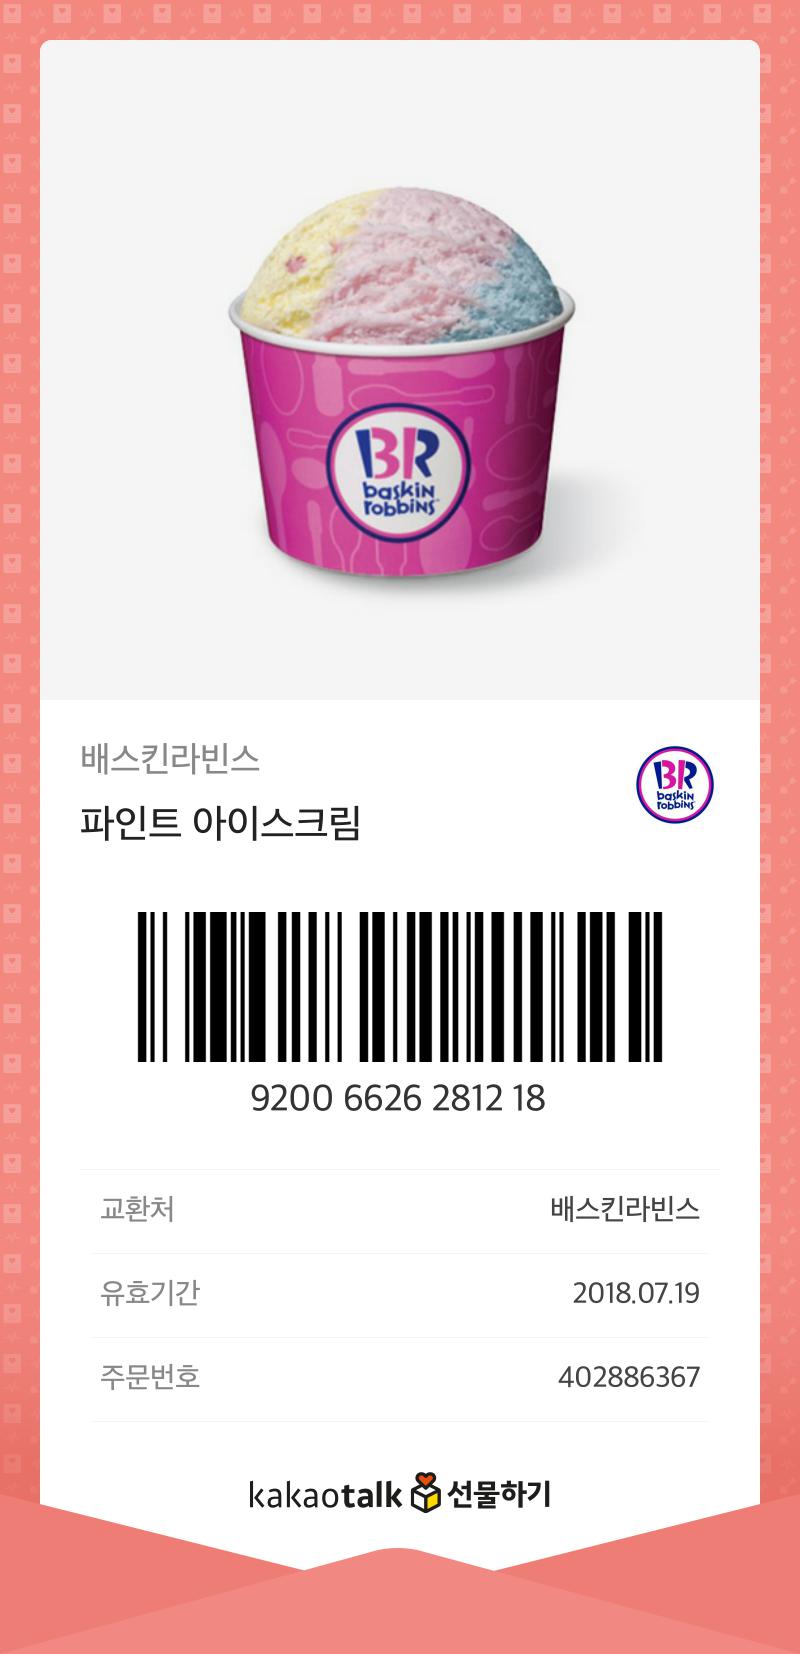 BR
baskin
robbins
배스킨라빈스
파인트 아이스크림
BR
baskin
robbins
9200 6626 2812 18
교환처 배스킨라빈스
유효기간 2018.07.19
주문번호 402886367
kakaotalk 선물하기